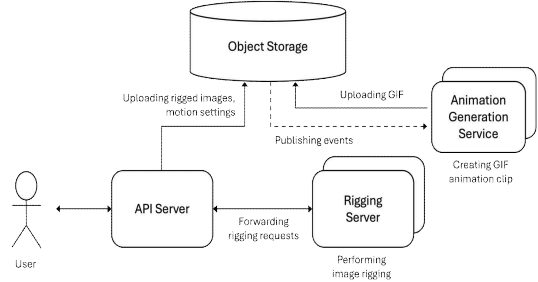 Object Storage
Uploading rigged images,
motion settings
Uploading GIF
Publishing events
Animation
Generation
Service
Creating GIF
animation clip
User
API Server
Forwarding
rigging requests
Rigging
Server
Performing
image rigging